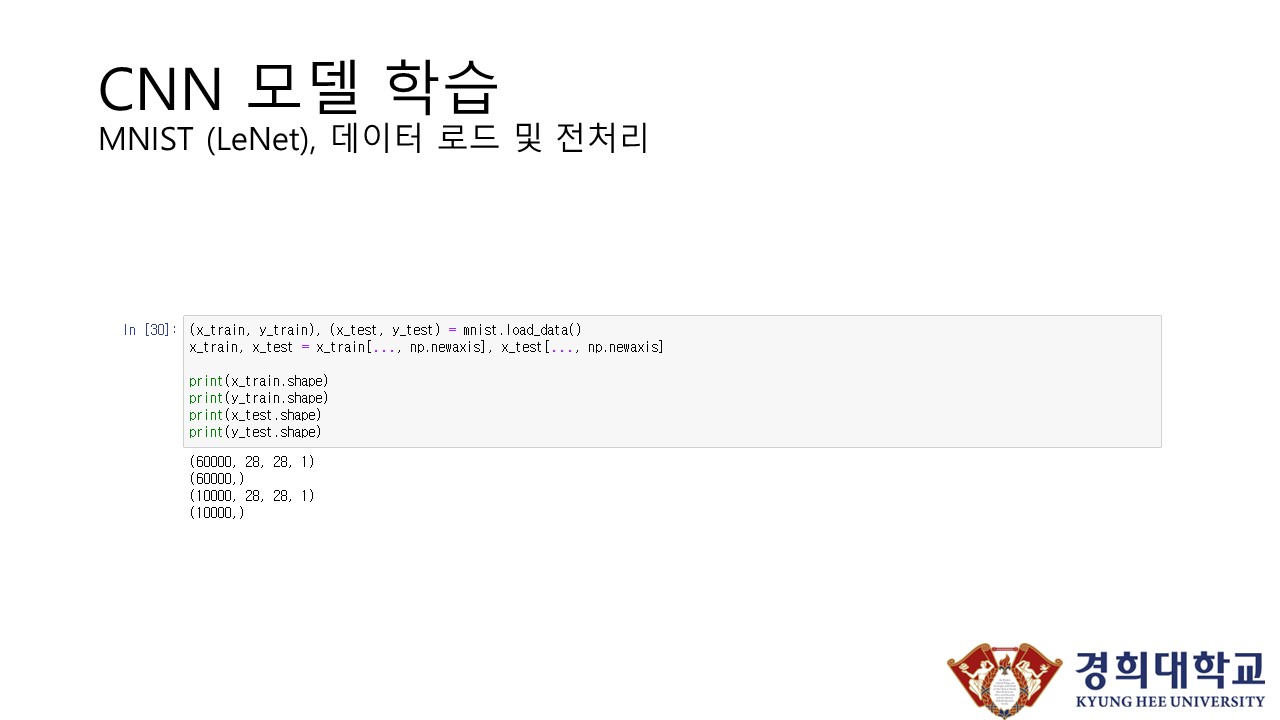 CNN 모델 학습
MNIST (LeNet), 데이터 로드 및 전처리
In [30]: (x_train, y_train), (x_test, y_test) = mnist.load_data()
x_train, x_test = x_train[..., np.newaxis], x_test[..., np.newaxis]
print(x_train.shape)
print(y_train.shape)
print(x_test.shape)
print(y_test.shape)
(60000, 28, 28, 1)
(60000,)
(10000, 28, 28, 1)
(10000,)
경희대학교
KYUNG HEE UNIVERSITY